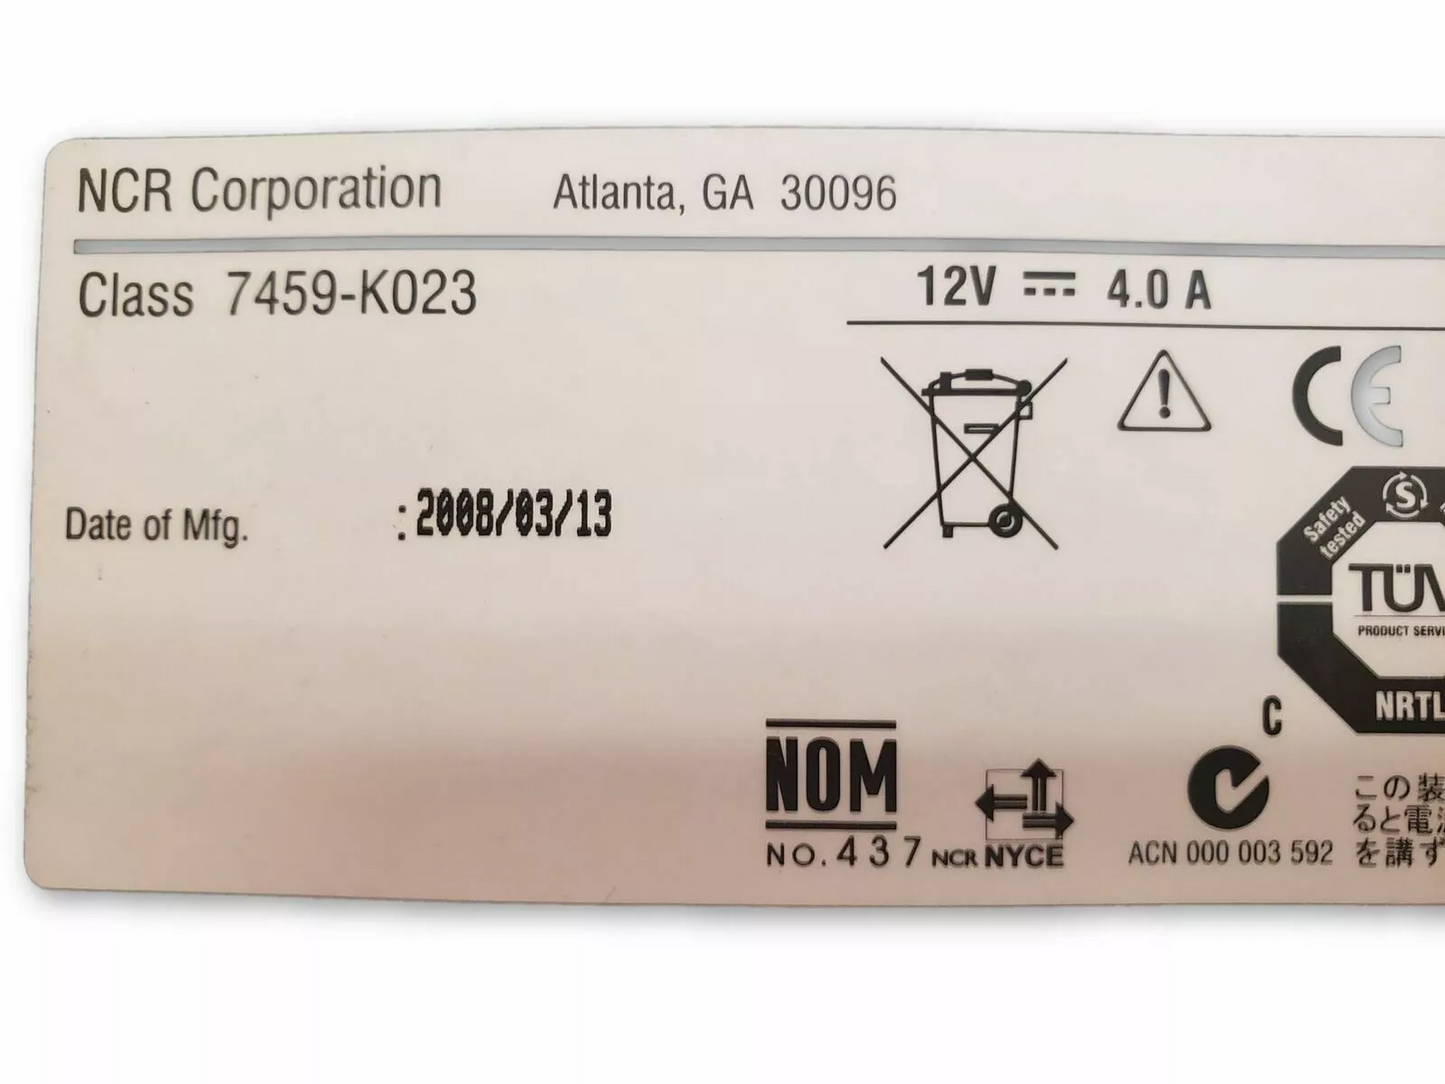 NCR Corporation Atlanta, GA 30096
Class 7459-K023
12V 4.0 A
CE
Date of Mfg. :2008/03/13
Safety tested
S
TÜV
PRODUCT
NRTL
C
NOM
NO.437
NCR NYCE
ACN 000 003 592
この装
ると電
を講ず